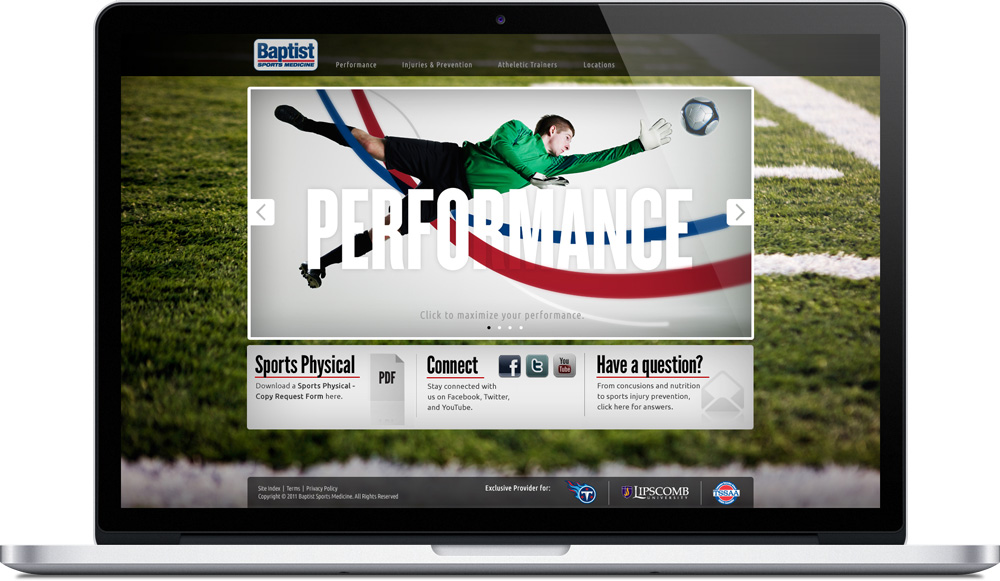 Baptist
SPORTS MEDICINE
Performance
Injuries & Prevention
Atheletic Trainers
Locations
PERFORMANCE
Click to maximize your performance.
Sports Physical
Download a Sports Physical -
Copy Request Form here.
PDF
Connect
You
Tube
Stay connected with
us on Facebook, Twitter,
and YouTube.
Have a question?
From concusions and nutrition
to sports injury prevention,
click here for answers.
Site Index | Terms | Privacy Policy
Copyright © 2011 Baptist Sports Medicine. All Rights Reserved
Exclusive Provider for:
T
LIPSCOMB
UNIVERSITY
TSSAA